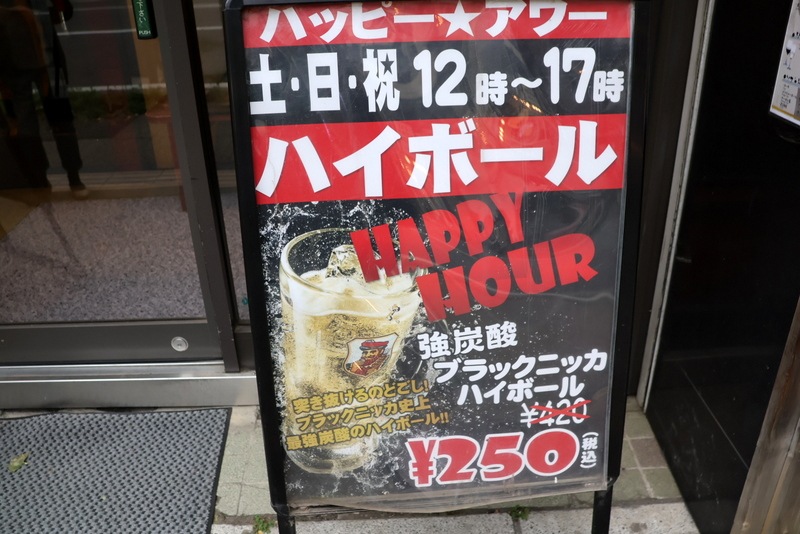 ハッピー★アワー
土・日・祝 12時〜17時
ハイボール
HAPPY
HOUR
強炭酸
ブラックニッカ
ハイボール
¥420
¥250(税込)
突き抜けるのどごし!
ブラックニッカ史上
最強炭酸のハイボール!!
PUSH